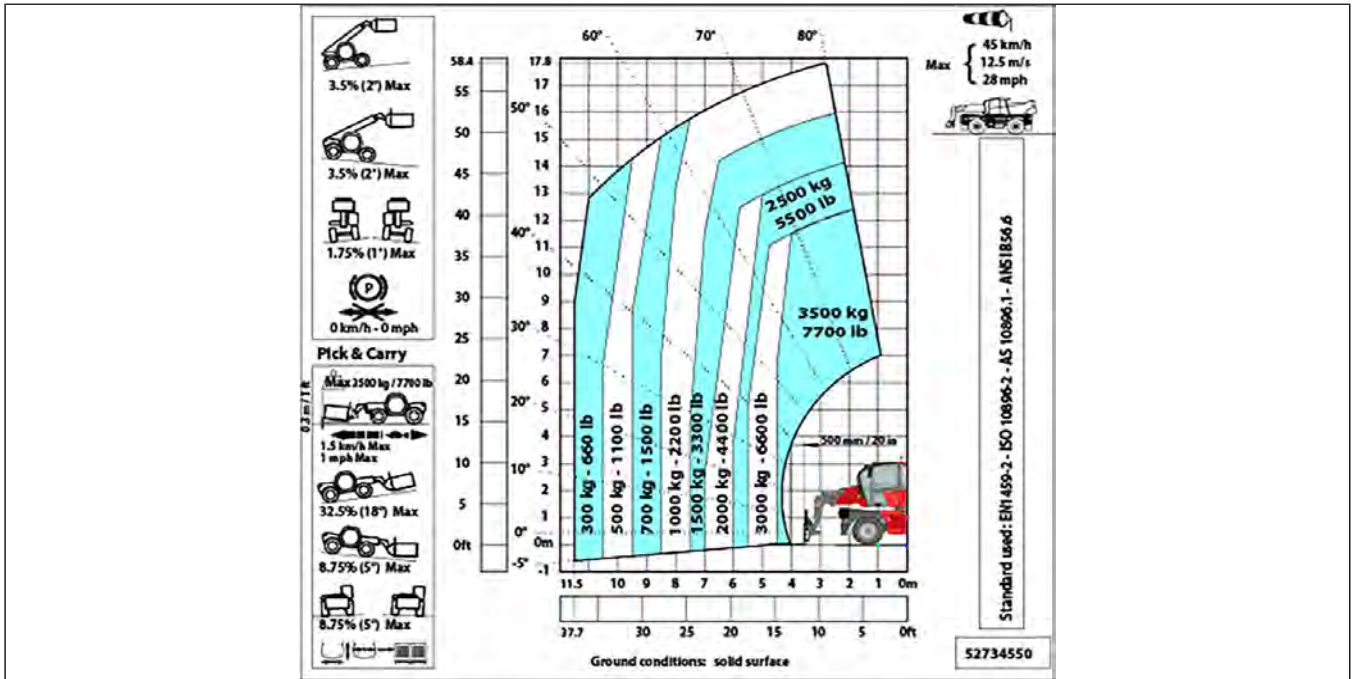 3.5% (2°) Max
3.5% (2°) Max
1.75% (1°) Max
P
0 km/h - 0 mph
Pick & Carry
0.3 m / 1 ft
Max 3500 kg / 7700 lb
1.5 km/h Max
1 mph Max
32.5% (18°) Max
8.75% (5°) Max
8.75% (5°) Max
58.4
55
50
45
40
35
30
25
20
15
10
5
0ft
60°
70°
80°
50°
40°
30°
20°
10°
0°
-5°
17.8
17
16
15
14
13
12
11
10
9
8
7
6
5
4
3
2
1
0m
-1
2500 kg
5500 lb
3500 kg
7700 lb
300 kg - 660 lb
500 kg - 1100 lb
700 kg - 1500 lb
1000 kg - 2200 lb
1500 kg - 3300 lb
2000 kg - 4400 lb
3000 kg - 6600 lb
500 mm / 20 in
11.5 10 9 8 7 6 5 4 3 2 1 0m
37.7 30 25 20 15 10 5 0ft
Ground conditions: solid surface
Max
45 km/h
12.5 m/s
28 mph
Standard used: EN1459-2 - ISO 10896-2 - AS 10896.1 - ANSI B56.6
52734550